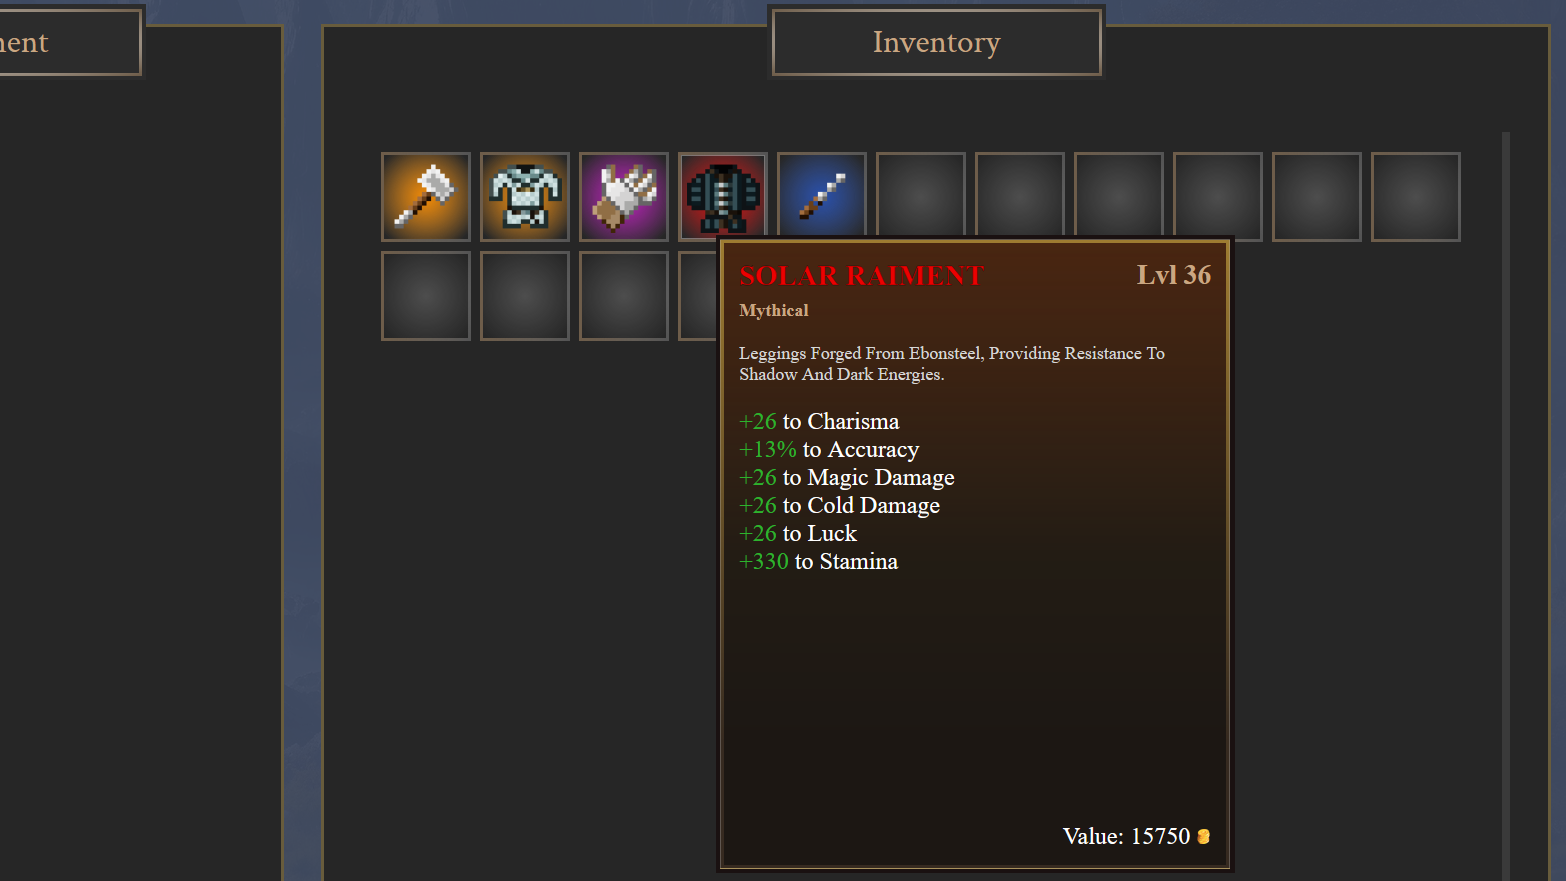 ent
Inventory
SOLAR RAIMENT
Lvl 36
Mythical
Leggings Forged From Ebonsteel, Providing Resistance To
Shadow And Dark Energies.
+26 to Charisma
+13% to Accuracy
+26 to Magic Damage
+26 to Cold Damage
+26 to Luck
+330 to Stamina
Value: 15750